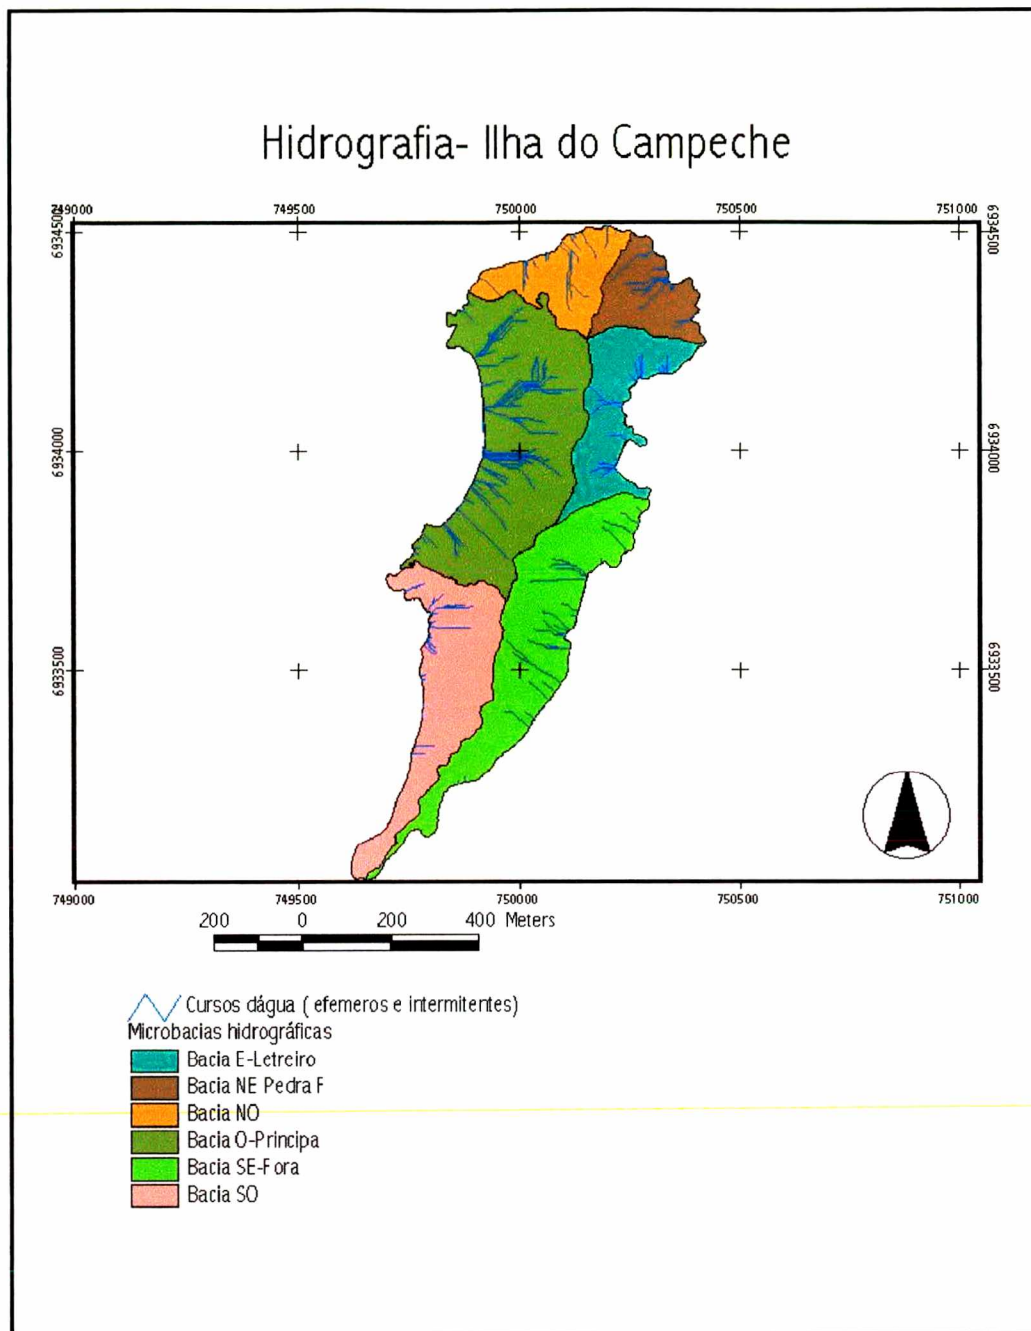 Hidrografia- Ilha do Campeche
749000 749500 750000 750500 751000
6934500 6934500
6934000 6934000
6933500 6933500
749000 749500 750000 750500 751000
200 0 200 400 Meters
Cursos dágua ( efemeros e intermitentes)
Microbacias hidrográficas
Bacia E-Letreiro
Bacia NE Pedra F
Bacia NO
Bacia O-Principa
Bacia SE-Fora
Bacia SO